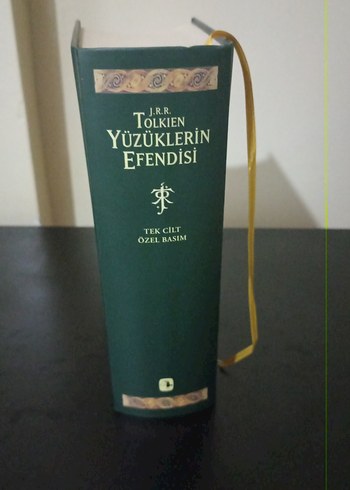 J.R.R.
TOLKIEN
YÜZÜKLERİN
EFENDİSİ
TEK CİLT
ÖZEL BASIM